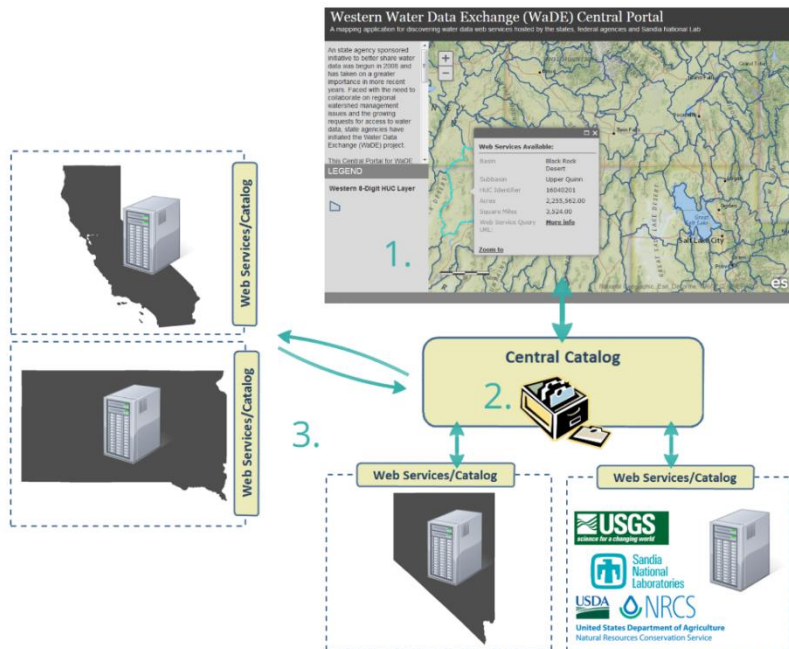 Western Water Data Exchange (WaDE) Central Portal
A mapping application for discovering water data web services hosted by the states, federal agencies and Sandia National Lab
An state agency sponsored
initiative to better share water
data was begun in 2008 and
has taken on a greater
importance in more recent
years. Faced with the need to
collaborate on regional
watershed management
issues and the growing
requests for access to water
data, state agencies have
initiated the Water Data
Exchange (WaDE) project.
This Central Portal for WaDE
LEGEND
Western 8-Digit HUC Layer
+
−
Web Services Available:
Basin Black Rock
Desert
Subbasin Upper Quinn
HUC Identifier 16040201
Acres 2,255,562.00
Square Miles 3,524.00
Web Service Query
URL: More info
Zoom to
Salt Lake City
GREAT SALT LAKE DESERT
1.
Central Catalog
2.
3.
Web Services/Catalog
Web Services/Catalog
Web Services/Catalog
Web Services/Catalog
USGS
science for a changing world
Sandia
National
Laboratories
USDA NRCS
United States Department of Agriculture
Natural Resources Conservation Service